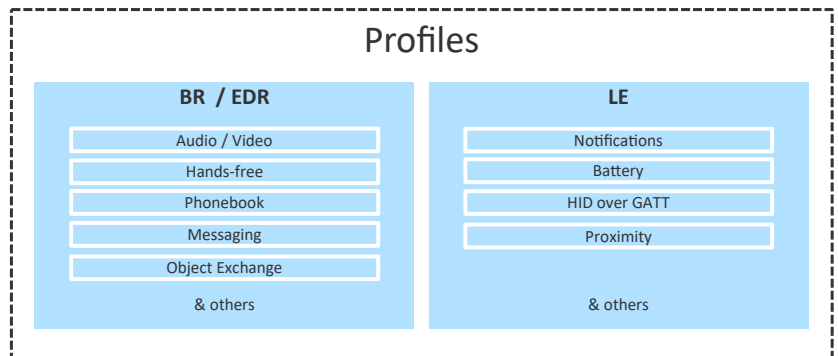 Profiles
BR / EDR
Audio / Video
Hands-free
Phonebook
Messaging
Object Exchange
& others
LE
Notifications
Battery
HID over GATT
Proximity
& others